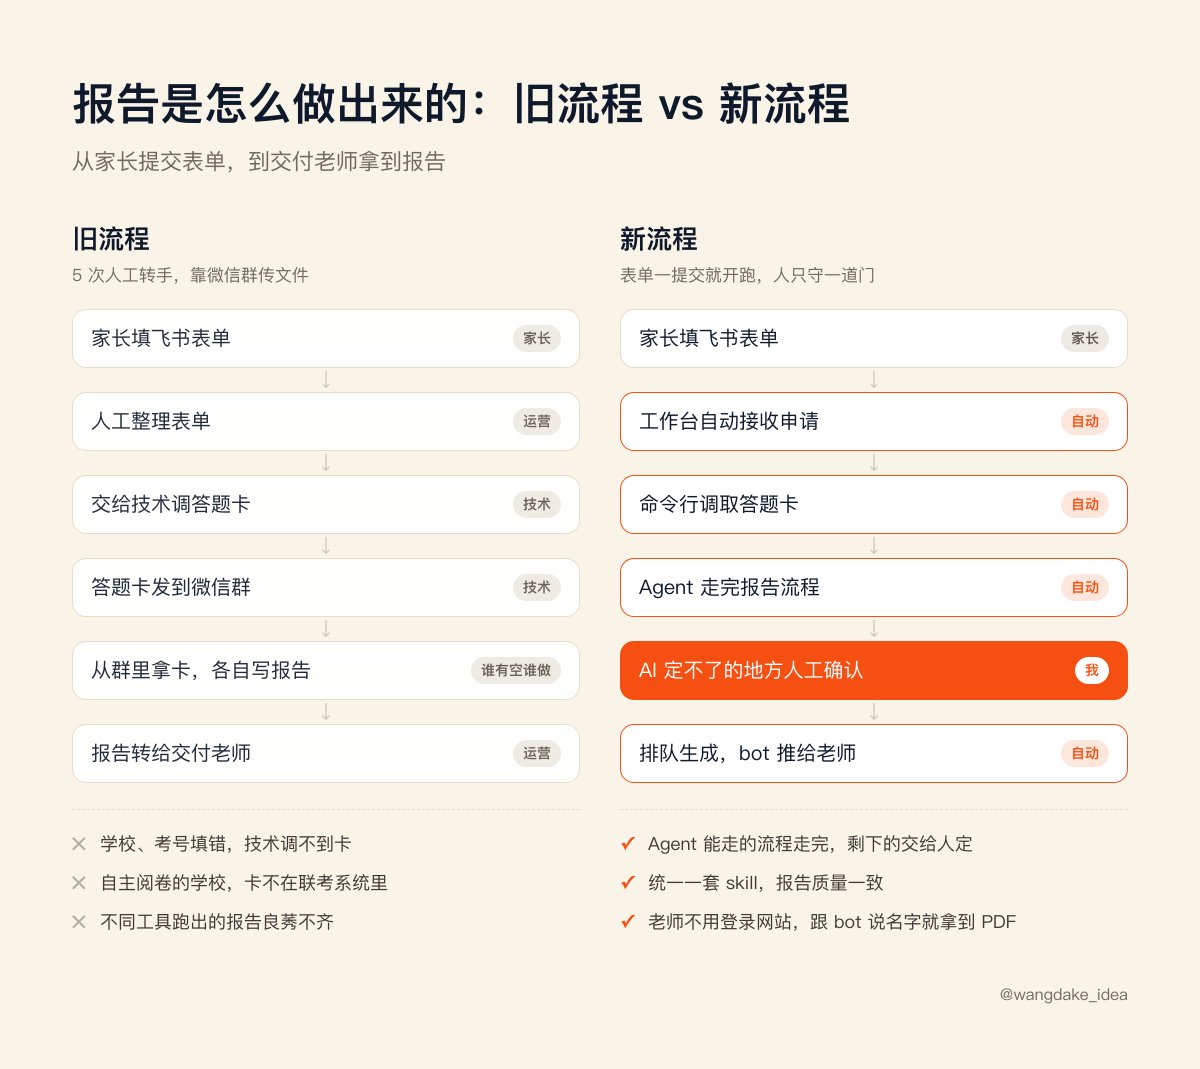 报告是怎么做出来的：旧流程 vs 新流程
从家长提交表单，到交付老师拿到报告
旧流程
5 次人工转手，靠微信群传文件
家长填飞书表单 家长
↓
人工整理表单 运营
↓
交给技术调答题卡 技术
↓
答题卡发到微信群 技术
↓
从群里拿卡，各自写报告 谁有空谁做
↓
报告转给交付老师 运营
✕ 学校、考号填错，技术调不到卡
✕ 自主阅卷的学校，卡不在联考系统里
✕ 不同工具跑出的报告良莠不齐
新流程
表单一提交就开跑，人只守一道门
家长填飞书表单 家长
↓
工作台自动接收申请 自动
↓
命令行调取答题卡 自动
↓
Agent 走完报告流程 自动
↓
AI 定不了的地方人工确认 我
↓
排队生成，bot 推给老师 自动
✓ Agent 能走的流程走完，剩下的交给人定
✓ 统一一套 skill，报告质量一致
✓ 老师不用登录网站，跟 bot 说名字就拿到 PDF
@wangdake_idea